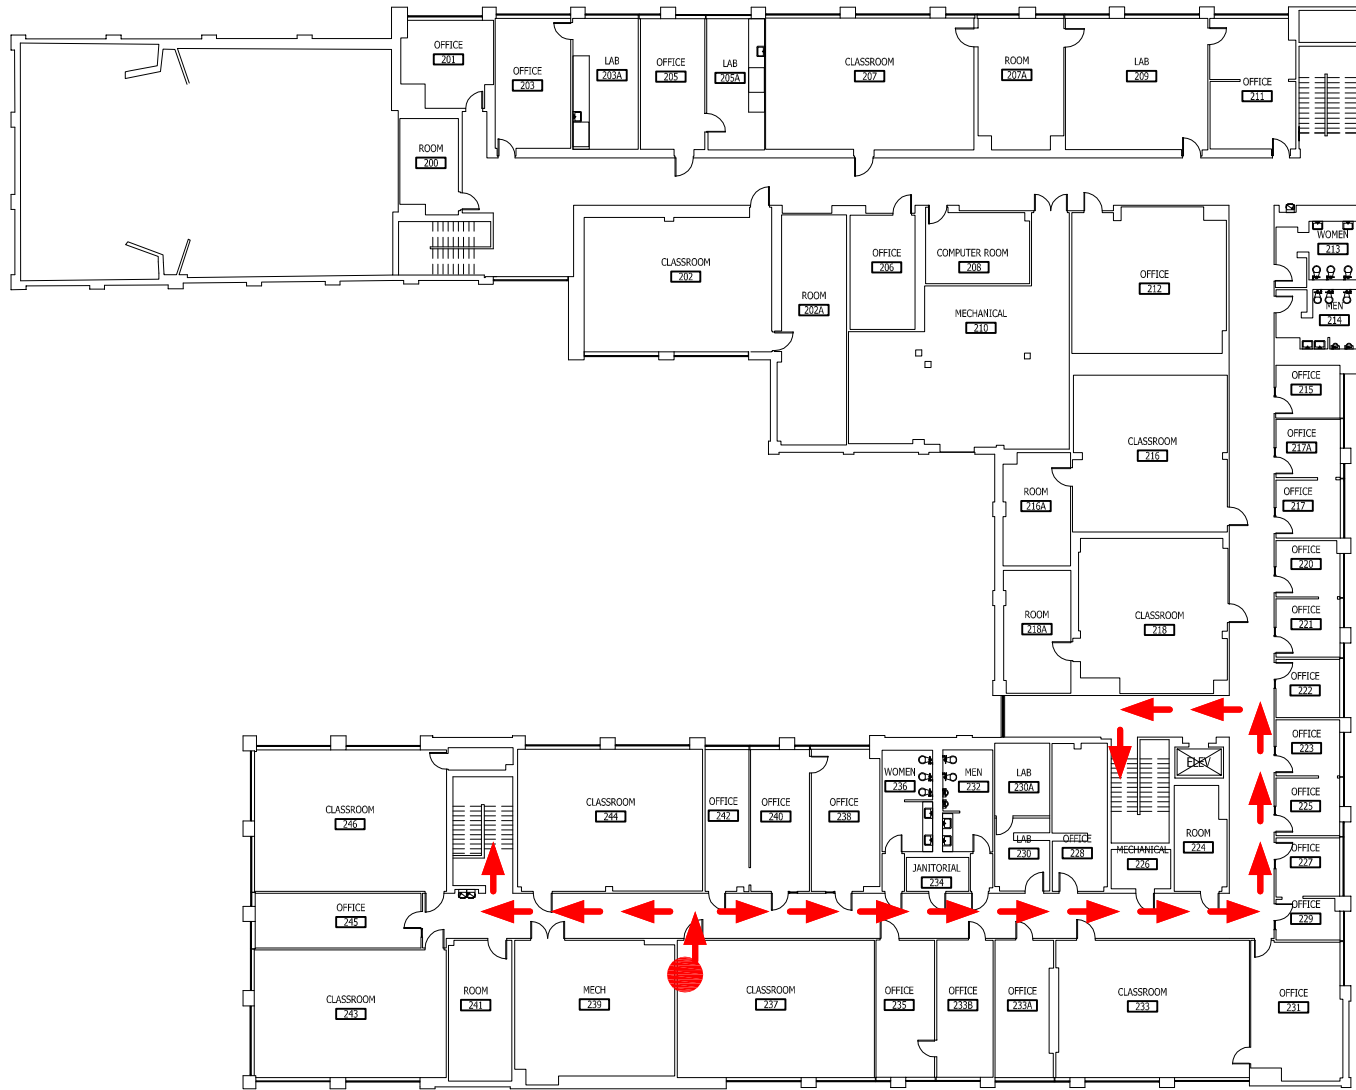 OFFICE
201
OFFICE
203
LAB
203A
OFFICE
205
LAB
205A
CLASSROOM
207
ROOM
207A
LAB
209
OFFICE
211
ROOM
200
CLASSROOM
202
ROOM
202A
OFFICE
206
COMPUTER ROOM
208
MECHANICAL
210
OFFICE
212
WOMEN
213
MEN
214
OFFICE
215
CLASSROOM
216
OFFICE
217A
ROOM
216A
OFFICE
217
OFFICE
220
ROOM
218A
CLASSROOM
218
OFFICE
221
OFFICE
222
OFFICE
223
ELEV
OFFICE
225
CLASSROOM
246
CLASSROOM
244
OFFICE
242
OFFICE
240
OFFICE
238
WOMEN
236
MEN
232
LAB
230A
LAB
230
OFFICE
228
MECHANICAL
226
ROOM
224
OFFICE
227
JANITORIAL
234
OFFICE
245
OFFICE
229
CLASSROOM
243
ROOM
241
MECH
239
CLASSROOM
237
OFFICE
235
OFFICE
233B
OFFICE
233A
CLASSROOM
233
OFFICE
231